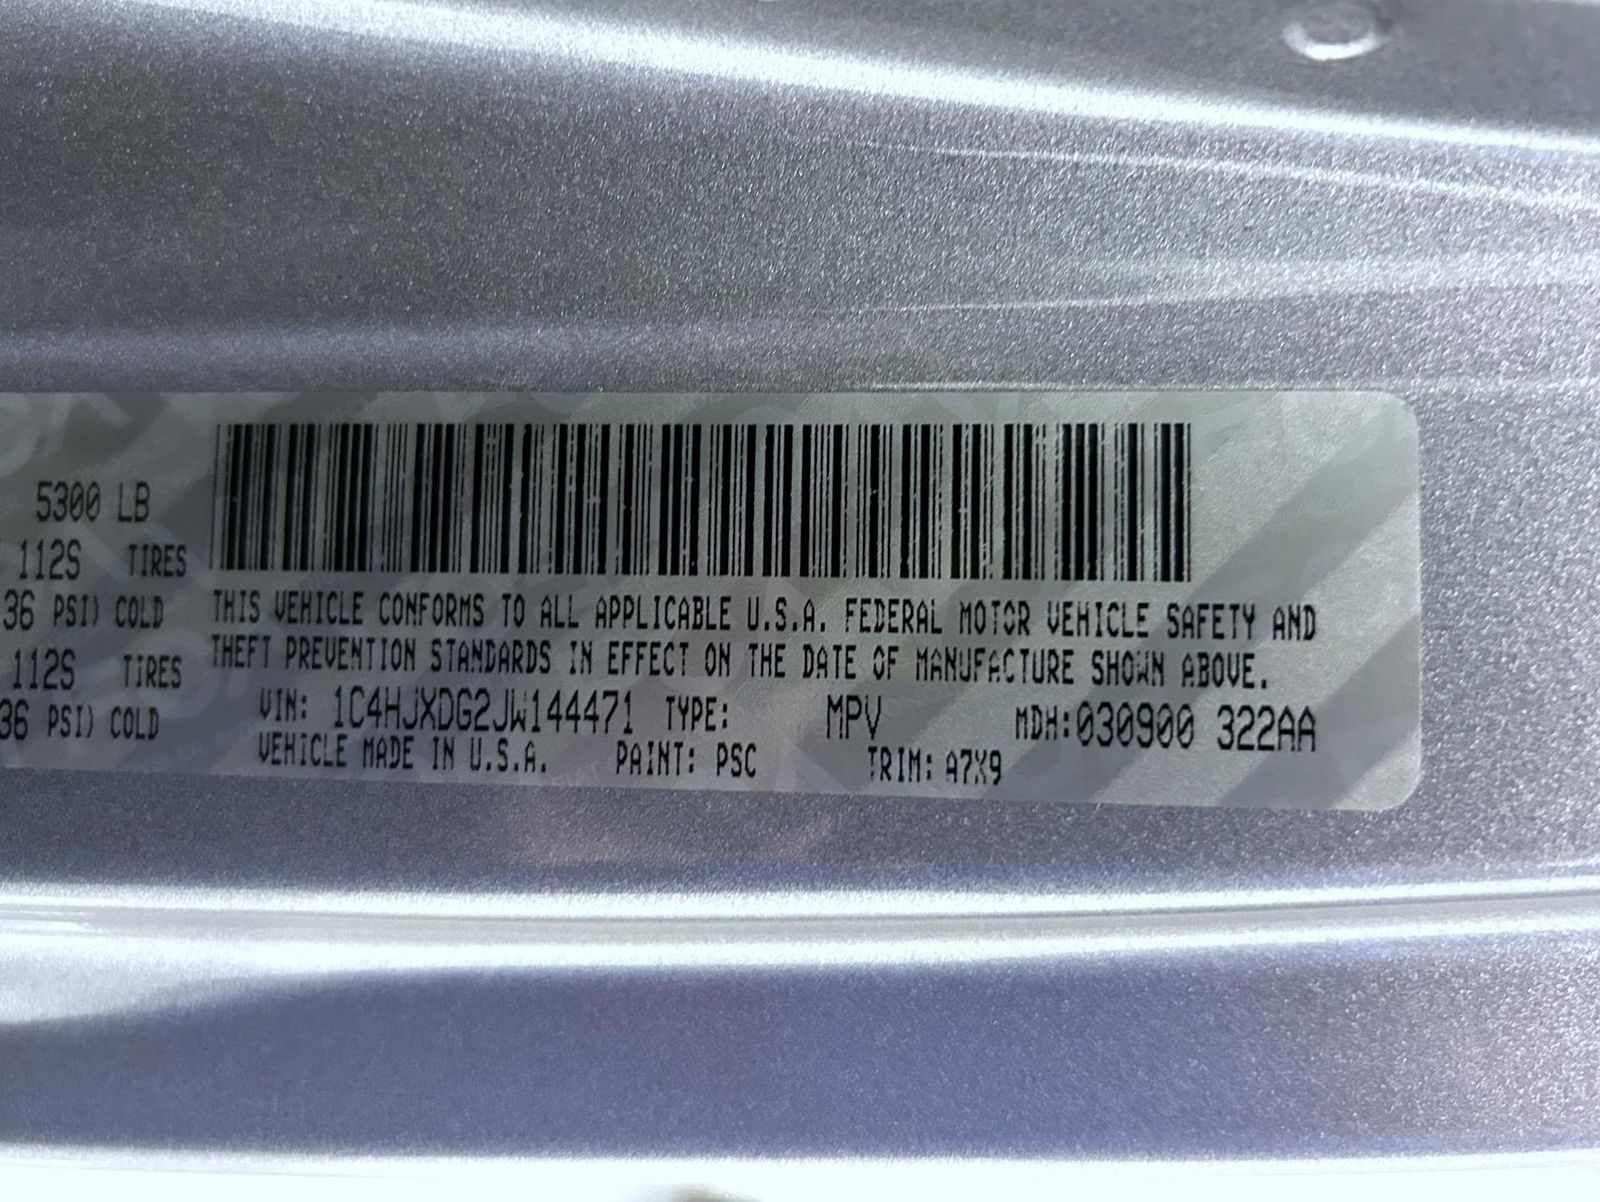 5300 LB
112S TIRES
36 PSI) COLD
112S TIRES
36 PSI) COLD
THIS VEHICLE CONFORMS TO ALL APPLICABLE U.S.A. FEDERAL MOTOR VEHICLE SAFETY AND
THEFT PREVENTION STANDARDS IN EFFECT ON THE DATE OF MANUFACTURE SHOWN ABOVE.
VIN: 1C4HJXDG2JW144471 TYPE: MPV MDH:030900 322AA
VEHICLE MADE IN U.S.A. PAINT: PSC TRIM: A7X9